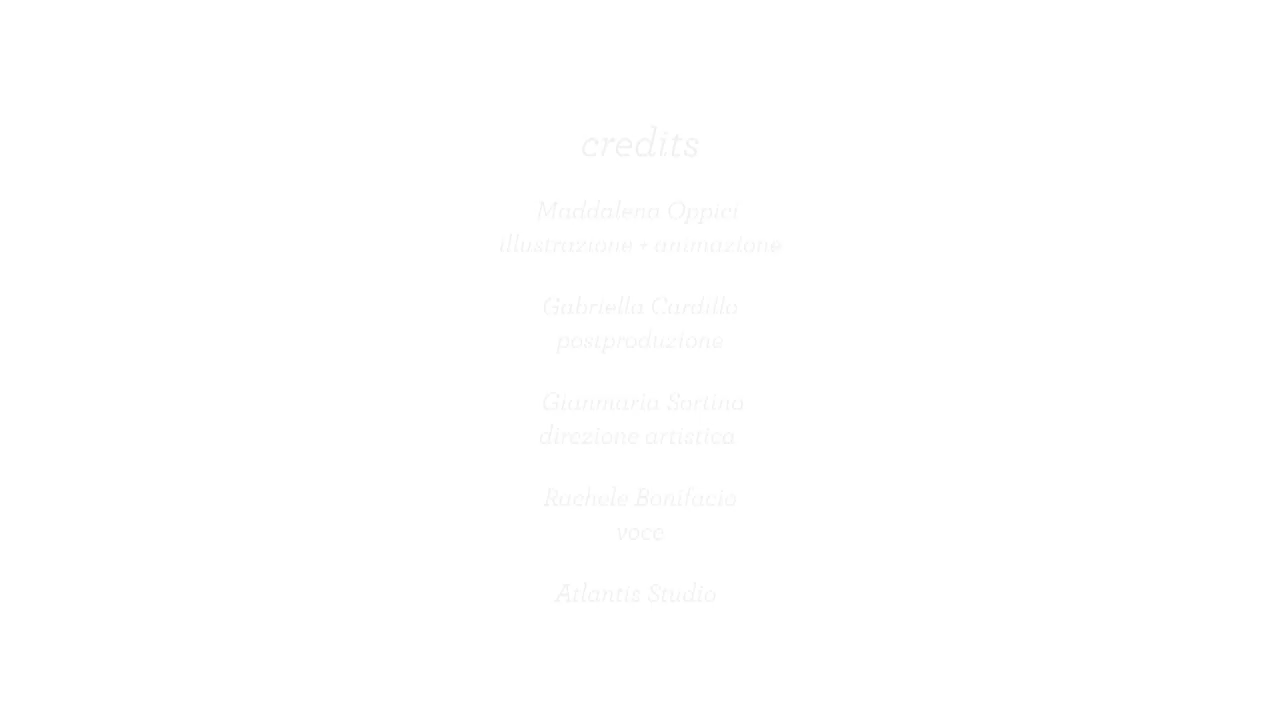 credits
Maddalena Oppici
illustrazione + animazione
Gabriella Cardillo
postproduzione
Gianmaria Sortino
direzione artistica
Rachele Bonifacio
voce
Atlantis Studio